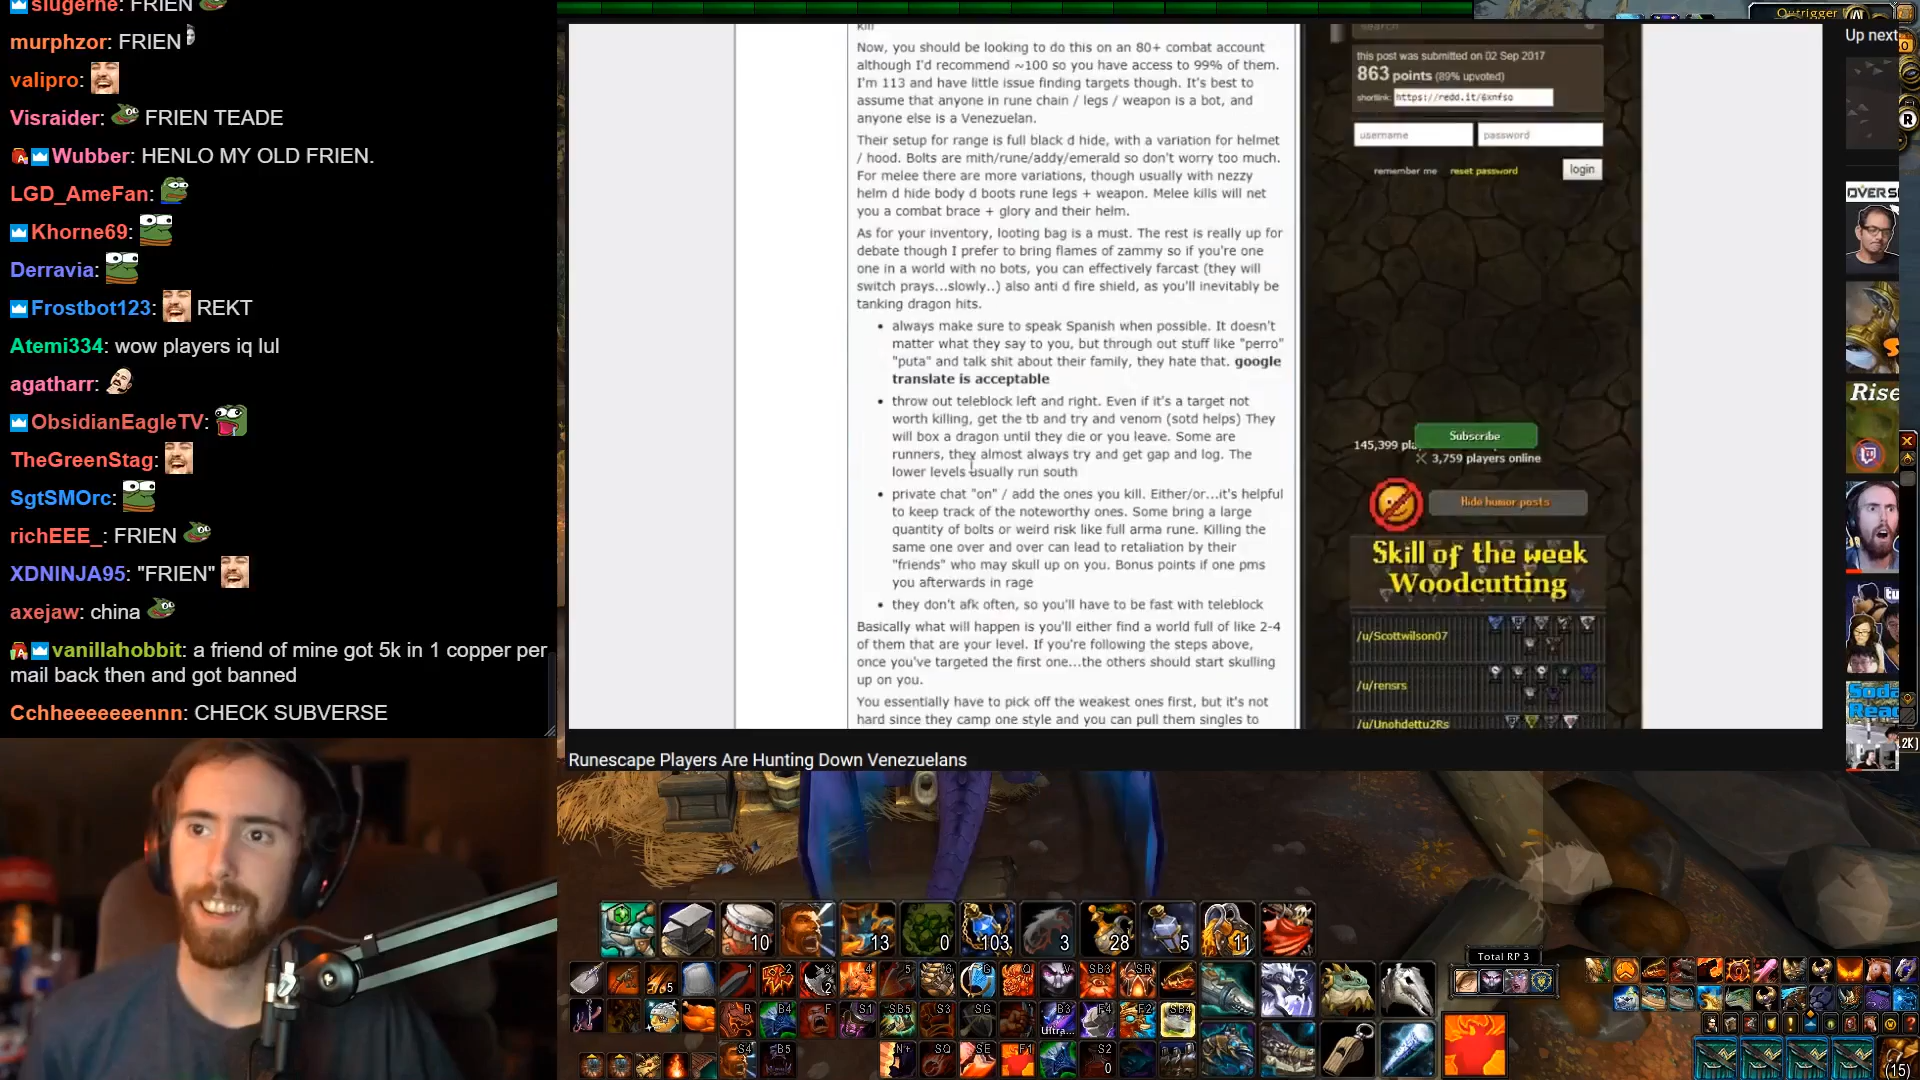 slugerne: FRIEN
murphzor: FRIEN
valipro:
Visraider: FRIEN TEADE
Wubber: HENLO MY OLD FRIEN.
LGD_AmeFan:
Khorne69:
Derravia:
Frostbot123: REKT
Atemi334: wow players iq lul
agatharr:
ObsidianEagleTV:
TheGreenStag:
SgtSMOrc:
richEEE_: FRIEN
XDNINJA95: "FRIEN"
axejaw: china
vanillahobbit: a friend of mine got 5k in 1 copper per
mail back then and got banned
Cchheeeeeeennn: CHECK SUBVERSE
kill
Now, you should be looking to do this on an 80+ combat account
although I'd recommend ~100 so you have access to 99% of them.
I'm 113 and have little issue finding targets though. It's best to
assume that anyone in rune chain / legs / weapon is a bot, and
anyone else is a Venezuelan.
Their setup for range is full black d hide, with a variation for helmet
/ hood. Bolts are mith/rune/addy/emerald so don't worry too much.
For melee there are more variations, though usually with nezzy
helm d hide body d boots rune legs + weapon. Melee kills will net
you a combat brace + glory and their helm.
As for your inventory, looting bag is a must. The rest is really up for
debate though I prefer to bring flames of zammy so if you're one
one in a world with no bots, you can effectively farcast (they will
switch prays...slowly..) also anti d fire shield, as you'll inevitably be
tanking dragon hits.
• always make sure to speak Spanish when possible. It doesn't
matter what they say to you, but through out stuff like "perro"
"puta" and talk shit about their family, they hate that. google
translate is acceptable
• throw out teleblock left and right. Even if it's a target not
worth killing, get the tb and try and venom (sotd helps) They
will box a dragon until they die or you leave. Some are
runners, they almost always try and get gap and log. The
lower levels usually run south
• private chat "on" / add the ones you kill. Either/or...it's helpful
to keep track of the noteworthy ones. Some bring a large
quantity of bolts or weird risk like full arma rune. Killing the
same one over and over can lead to retaliation by their
"friends" who may skull up on you. Bonus points if one pms
you afterwards in rage
• they don't afk often, so you'll have to be fast with teleblock
Basically what will happen is you'll either find a world full of like 2-4
of them that are your level. If you're following the steps above,
once you've targeted the first one...the others should start skulling
up on you.
You essentially have to pick off the weakest ones first, but it's not
hard since they camp one style and you can pull them singles to
search
this post was submitted on 02 Sep 2017
863 points (89% upvoted)
shortlink: https://redd.it/6xnfso
username password
remember me reset password login
145,399 pla Subscribe
3,759 players online
Hide humor posts
Skill of the week
Woodcutting
/u/Scottwilson07
/u/rensrs
/u/Unohdettu2Rs
Runescape Players Are Hunting Down Venezuelans
Outrigger
Up next
OVERS
Rise
Soda
Rea
2K]
10 13 0 103 3 28 5 11
Total RP 3
(15)